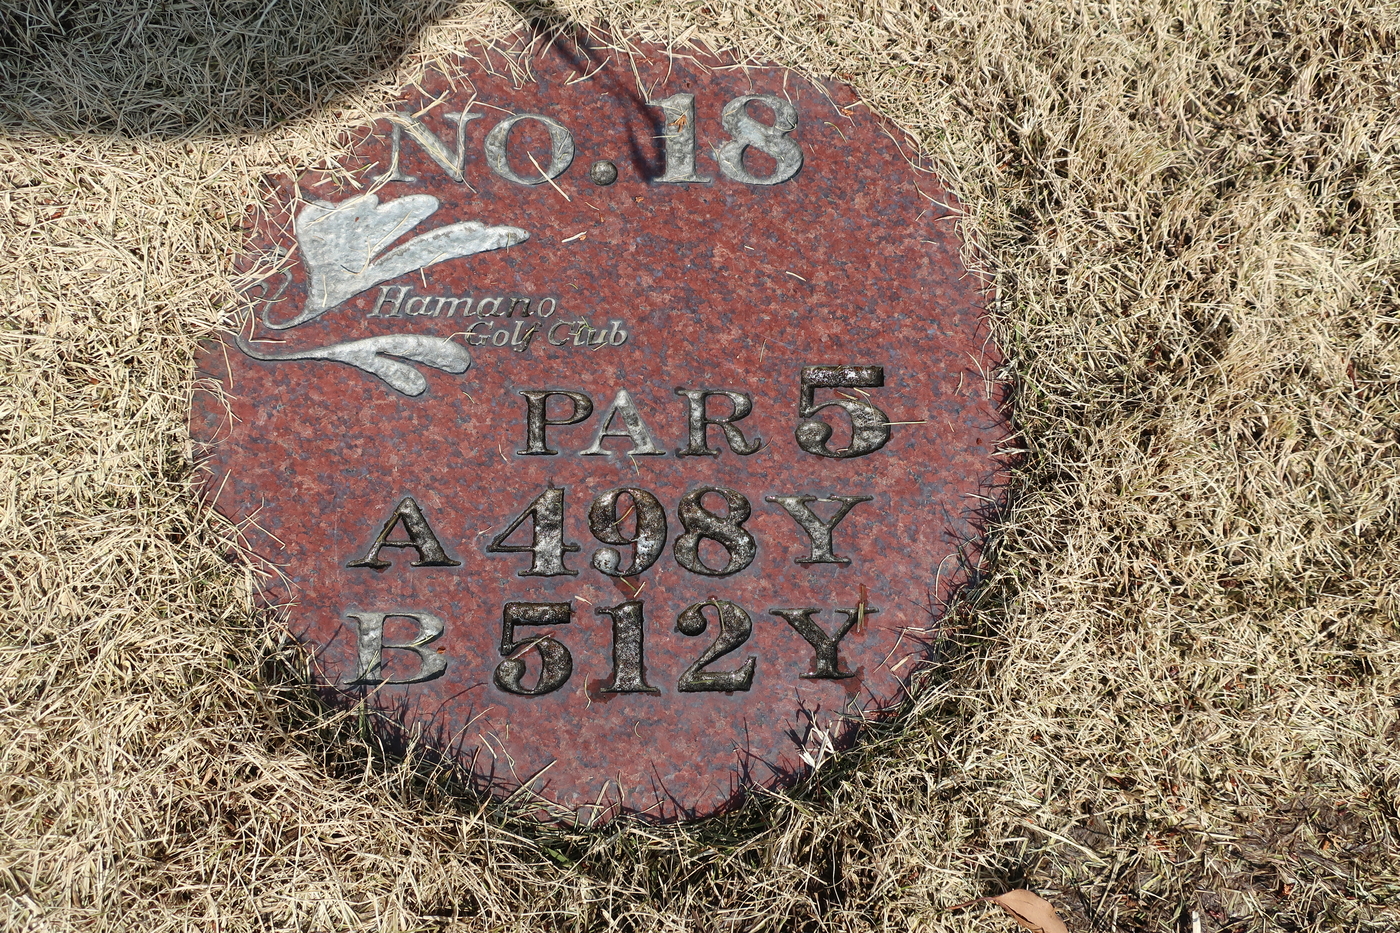 NO. 18
Hamano
Golf Club
PAR 5
A 498Y
B 512Y